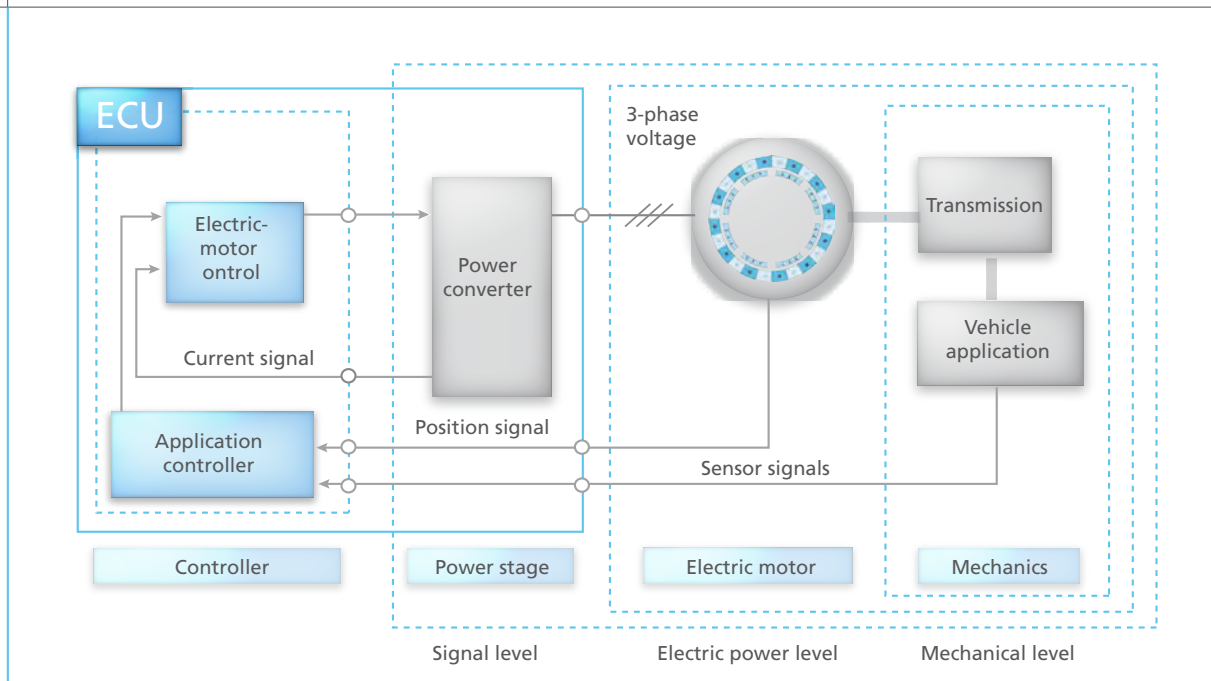 ECU
3-phase
voltage
Electric-
motor
ontrol
Power
converter
Transmission
Vehicle
application
Current signal
Position signal
Application
controller
Sensor signals
Controller
Power stage
Electric motor
Mechanics
Signal level
Electric power level
Mechanical level